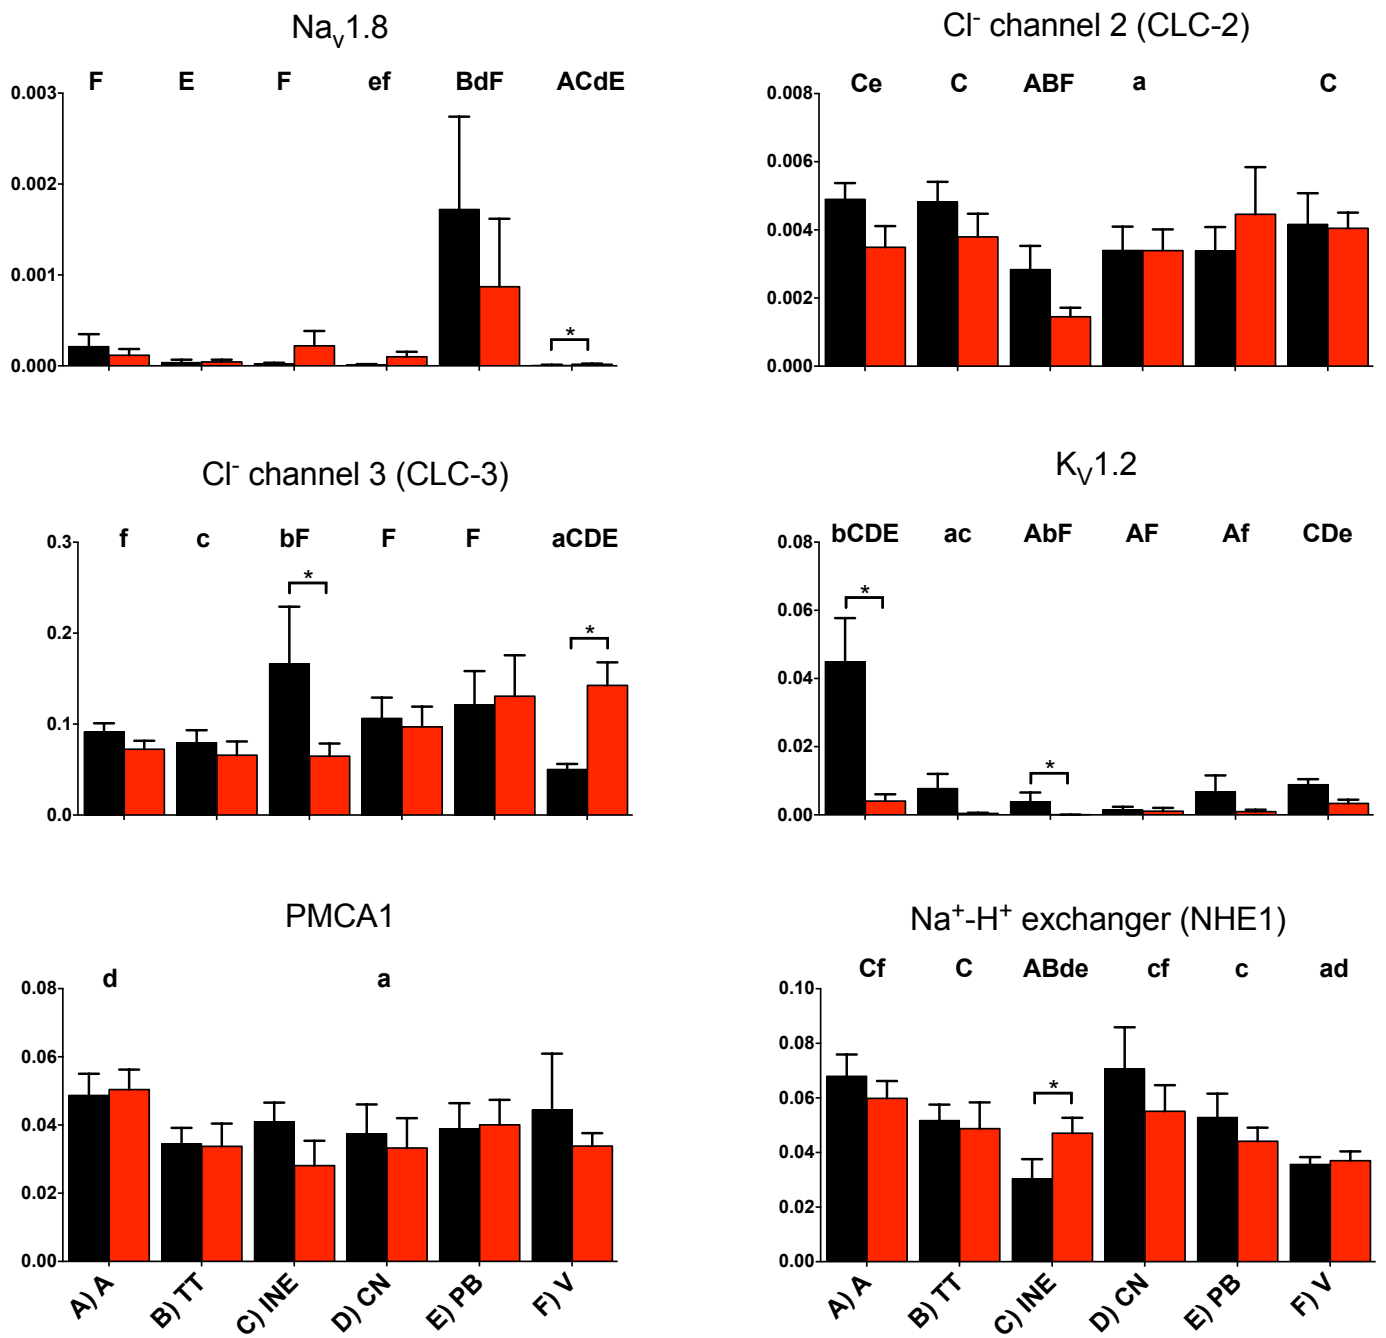 Na_v1.8
F E F ef BdF ACdE
0.003
0.002
0.001
0.000
*
Cl⁻ channel 2 (CLC-2)
Ce C ABF a C
0.008
0.006
0.004
0.002
0.000
Cl⁻ channel 3 (CLC-3)
f c bF F F aCDE
0.3
0.2
0.1
0.0
* *
K_V1.2
bCDE ac AbF AF Af CDe
0.08
0.06
0.04
0.02
0.00
* *
PMCA1
d a
0.08
0.06
0.04
0.02
0.00
A) A B) TT C) INE D) CN E) PB F) V
Na⁺-H⁺ exchanger (NHE1)
Cf C ABde cf c ad
0.10
0.08
0.06
0.04
0.02
0.00
*
A) A B) TT C) INE D) CN E) PB F) V